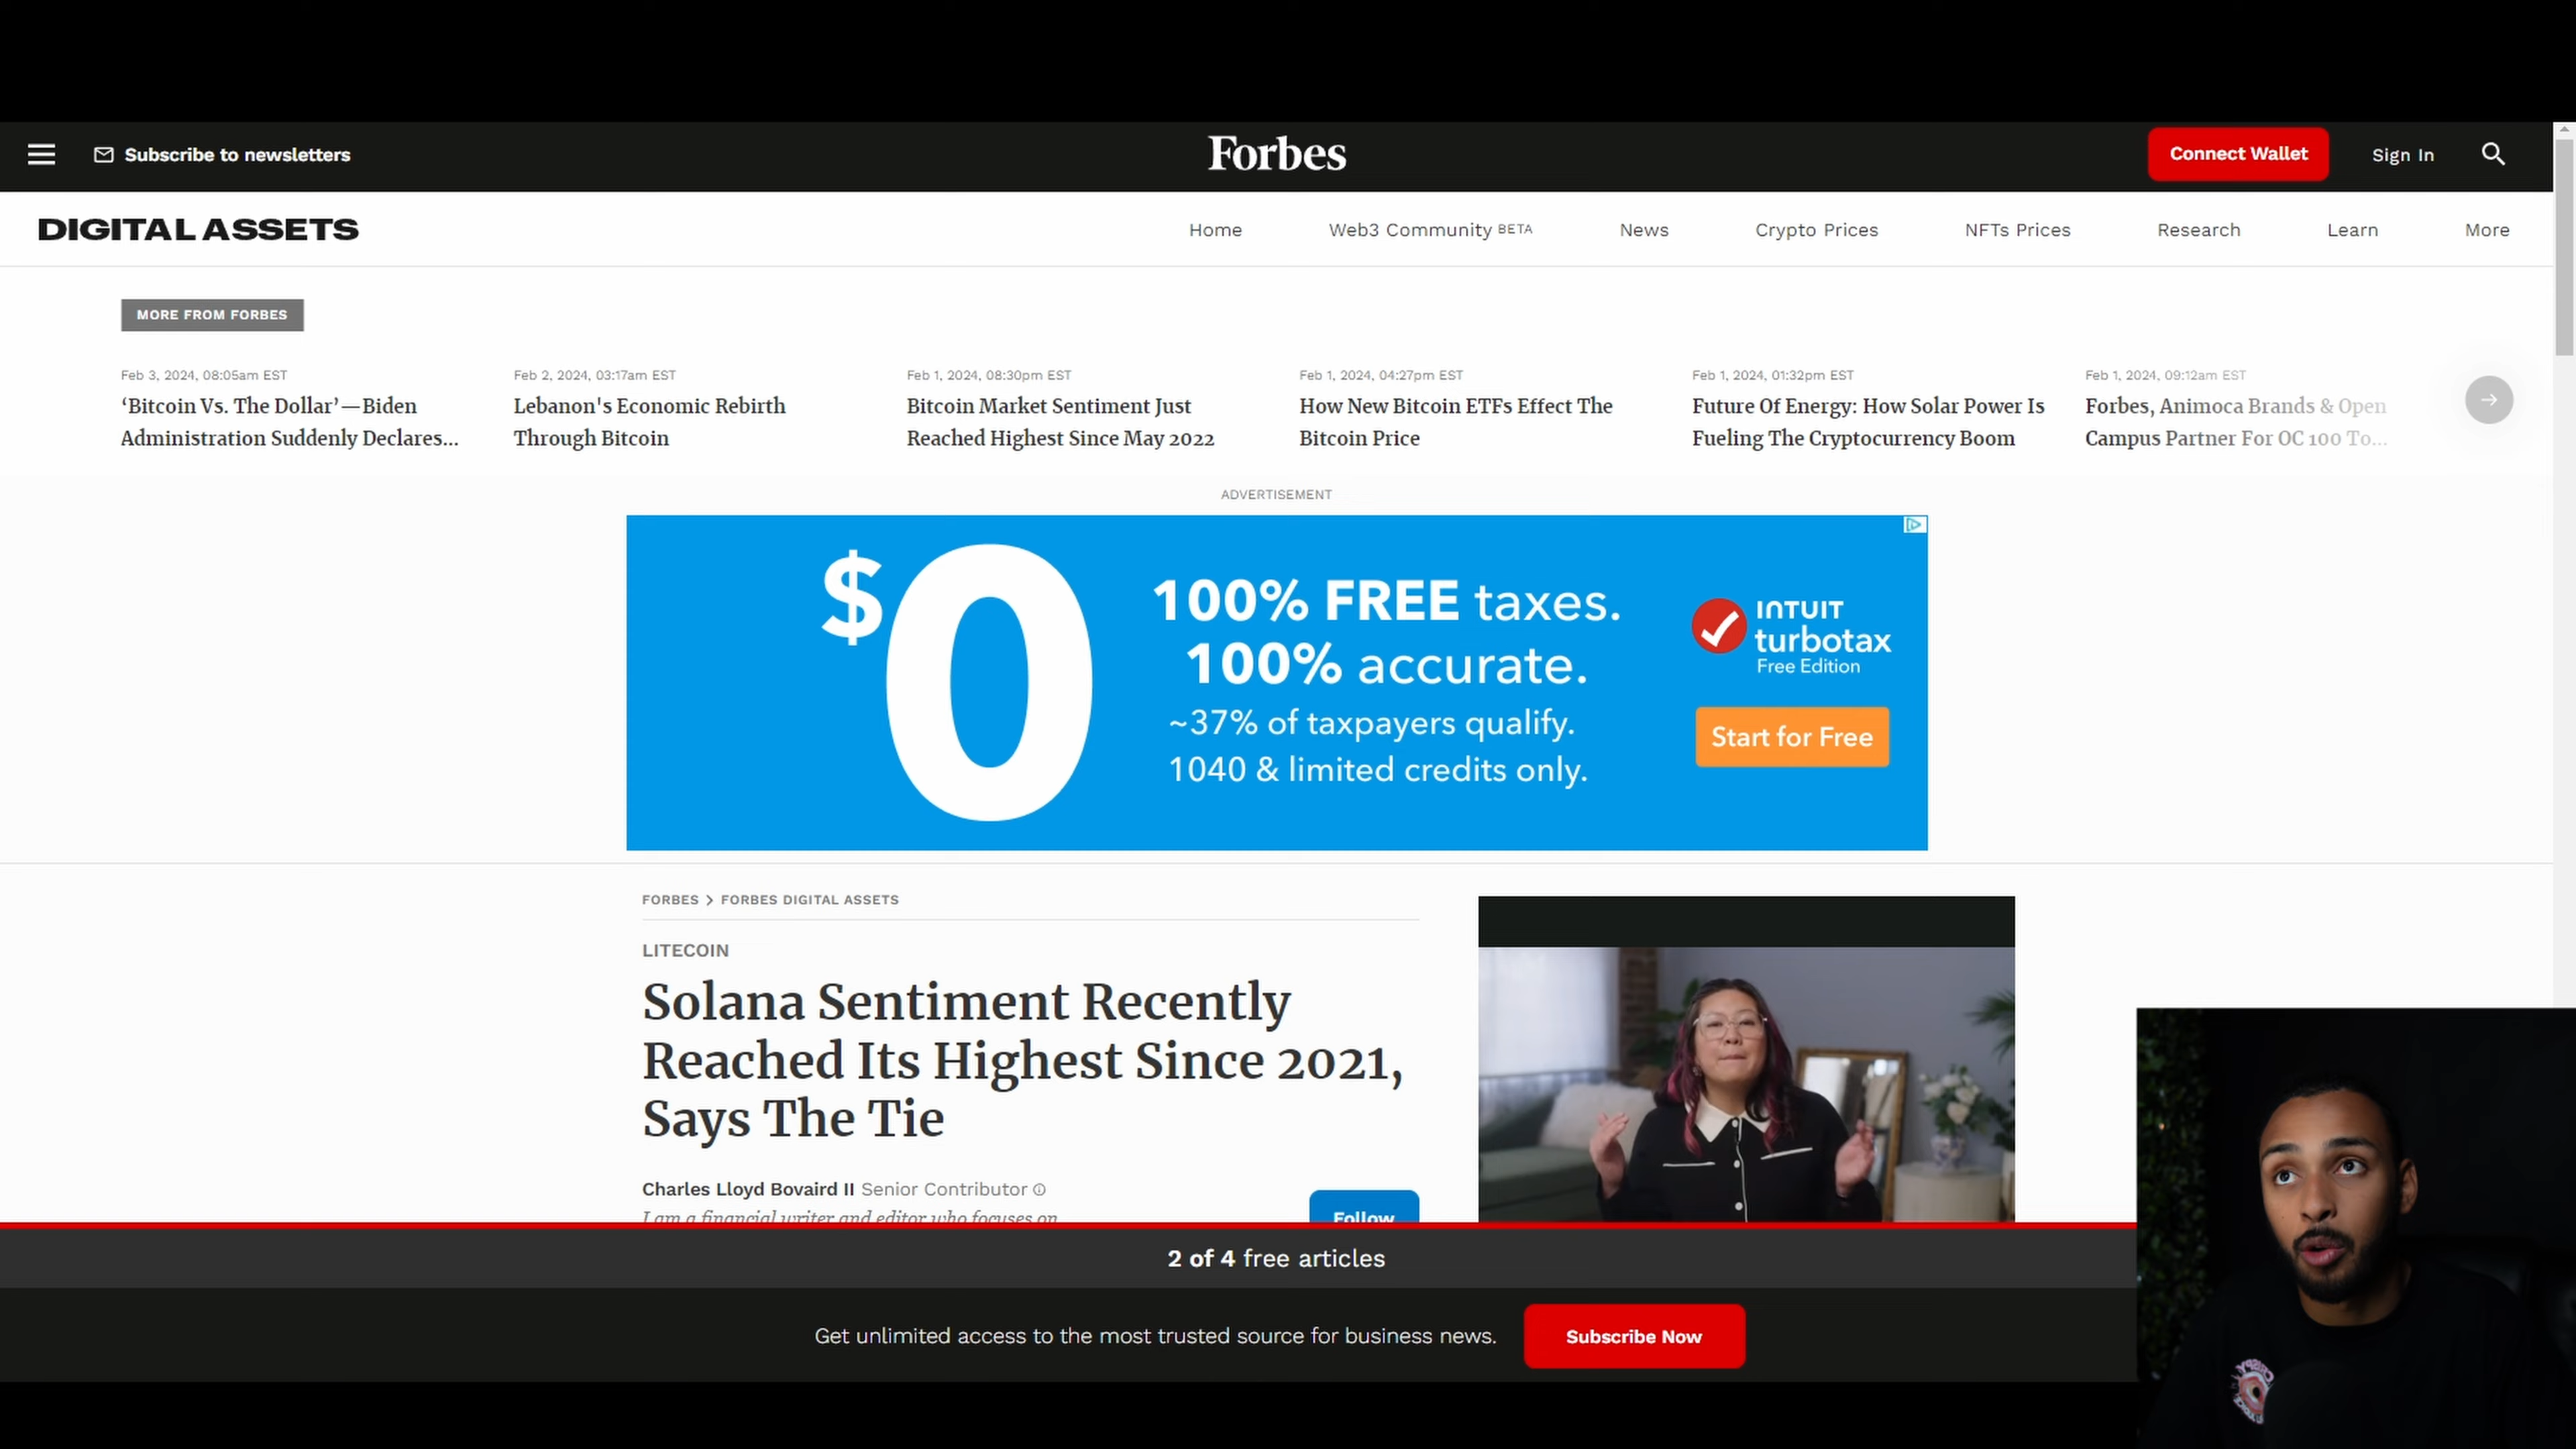 Subscribe to newsletters
Forbes
Connect Wallet
Sign In
DIGITAL ASSETS
Home
Web3 Community BETA
News
Crypto Prices
NFTs Prices
Research
Learn
More
MORE FROM FORBES
Feb 3, 2024, 08:05am EST
‘Bitcoin Vs. The Dollar’—Biden
Administration Suddenly Declares...
Feb 2, 2024, 03:17am EST
Lebanon's Economic Rebirth
Through Bitcoin
Feb 1, 2024, 08:30pm EST
Bitcoin Market Sentiment Just
Reached Highest Since May 2022
Feb 1, 2024, 04:27pm EST
How New Bitcoin ETFs Effect The
Bitcoin Price
Feb 1, 2024, 01:32pm EST
Future Of Energy: How Solar Power Is
Fueling The Cryptocurrency Boom
Feb 1, 2024, 09:12am EST
Forbes, Animoca Brands & Open
Campus Partner For OC 100 To...
ADVERTISEMENT
$0
100% FREE taxes.
100% accurate.
~37% of taxpayers qualify.
1040 & limited credits only.
INTUIT
turbotax
Free Edition
Start for Free
FORBES > FORBES DIGITAL ASSETS
LITECOIN
Solana Sentiment Recently
Reached Its Highest Since 2021,
Says The Tie
Charles Lloyd Bovaird II Senior Contributor
I am a financial writer and editor who focuses on
Follow
2 of 4 free articles
Get unlimited access to the most trusted source for business news.
Subscribe Now